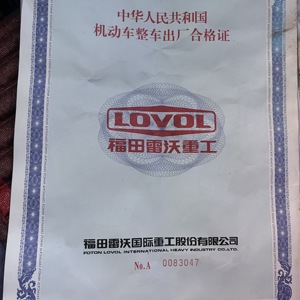 中华人民共和国
机动车整车出厂合格证
LOVOL
福田雷沃重工
福田雷沃国际重工股份有限公司
FOTON LOVOL INTERNATIONAL HEAVY INDUSTRY CO.,LTD.
No.A 0083047